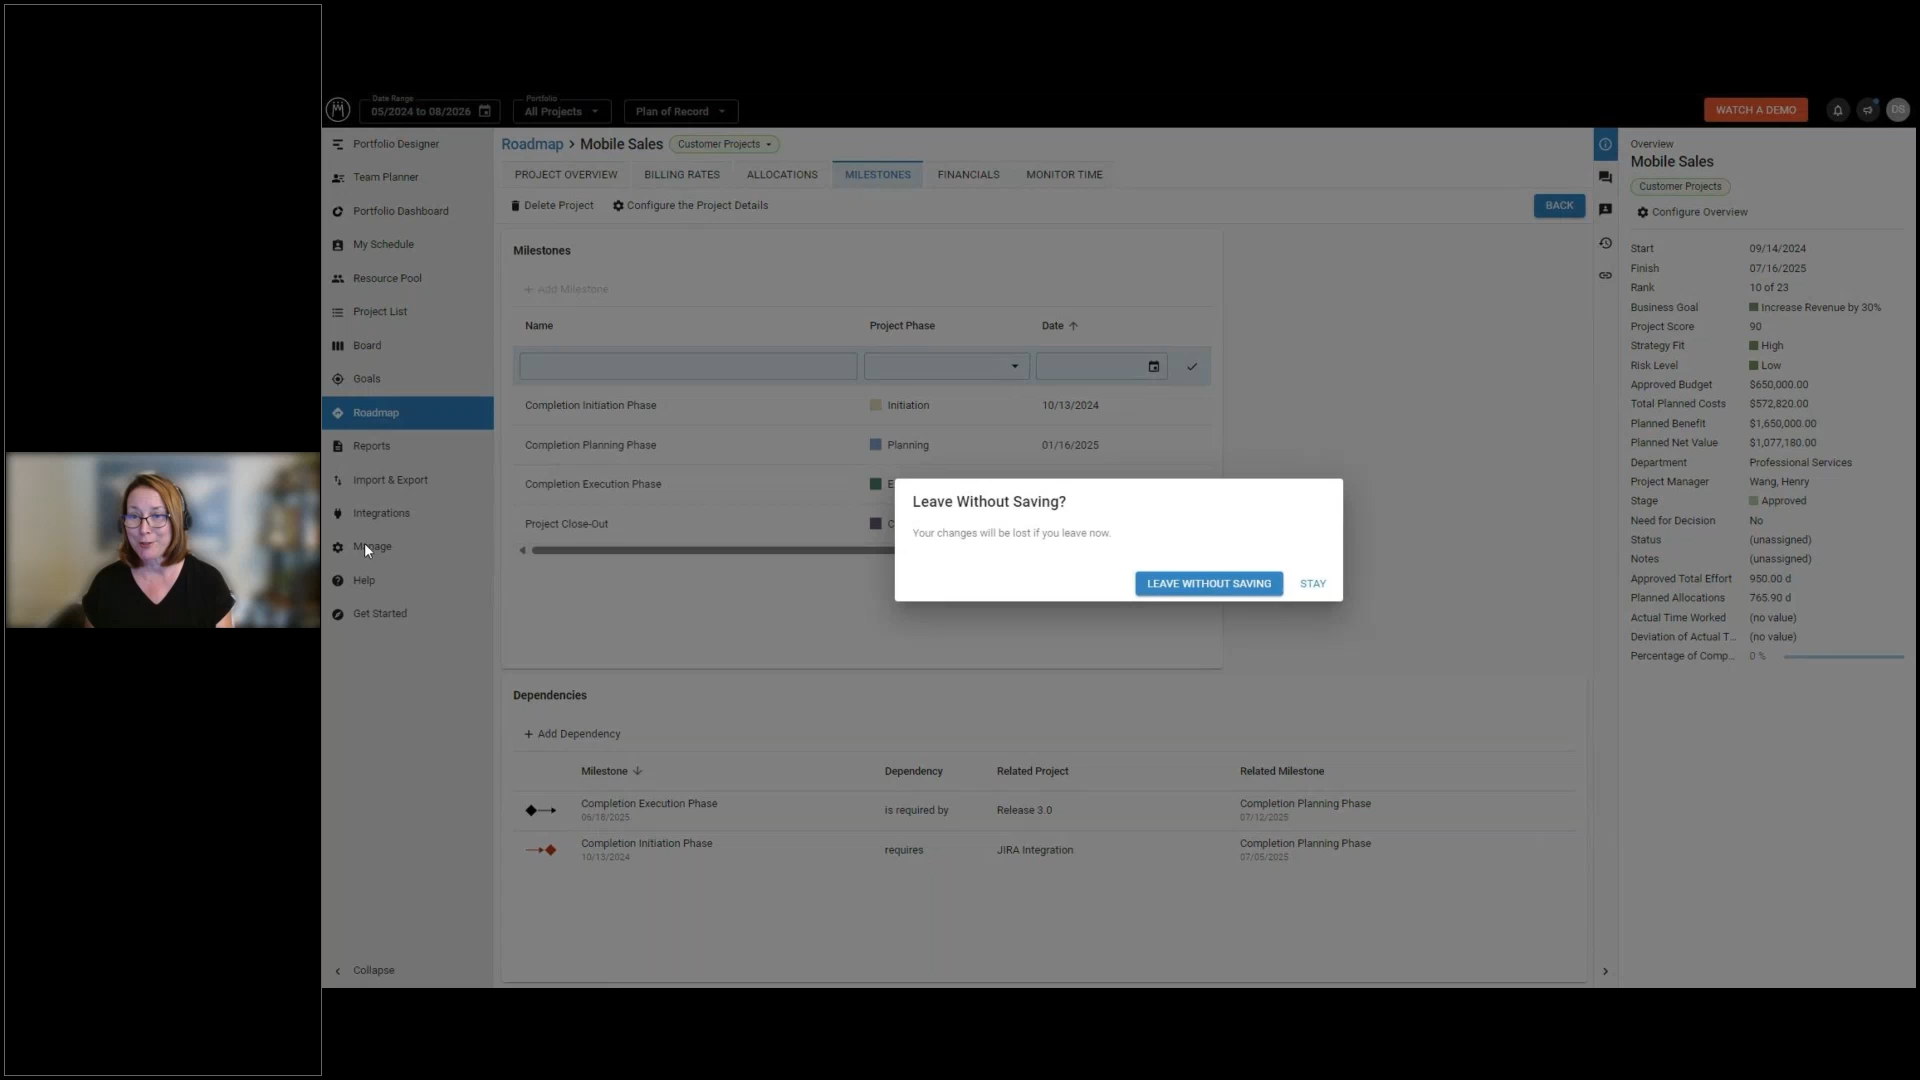 Date Range
05/2024 to 08/2026
Portfolio
All Projects
Plan of Record
WATCH A DEMO
DS
Portfolio Designer
Team Planner
Portfolio Dashboard
My Schedule
Resource Pool
Project List
Board
Goals
Roadmap
Reports
Import & Export
Integrations
Manage
Help
Get Started
Collapse
Roadmap > Mobile Sales Customer Projects
PROJECT OVERVIEW BILLING RATES ALLOCATIONS MILESTONES FINANCIALS MONITOR TIME
Delete Project Configure the Project Details BACK
Milestones
+ Add Milestone
Name Project Phase Date
Completion Initiation Phase Initiation 10/13/2024
Completion Planning Phase Planning 01/16/2025
Completion Execution Phase E
Project Close-Out C
Leave Without Saving?
Your changes will be lost if you leave now.
LEAVE WITHOUT SAVING STAY
Dependencies
+ Add Dependency
Milestone Dependency Related Project Related Milestone
Completion Execution Phase is required by Release 3.0 Completion Planning Phase
06/18/2025 07/12/2025
Completion Initiation Phase requires JIRA Integration Completion Planning Phase
10/13/2024 07/05/2025
Overview
Mobile Sales
Customer Projects
Configure Overview
Start 09/14/2024
Finish 07/16/2025
Rank 10 of 23
Business Goal Increase Revenue by 30%
Project Score 90
Strategy Fit High
Risk Level Low
Approved Budget $650,000.00
Total Planned Costs $572,820.00
Planned Benefit $1,650,000.00
Planned Net Value $1,077,180.00
Department Professional Services
Project Manager Wang, Henry
Stage Approved
Need for Decision No
Status (unassigned)
Notes (unassigned)
Approved Total Effort 950.00 d
Planned Allocations 765.90 d
Actual Time Worked (no value)
Deviation of Actual T... (no value)
Percentage of Comp... 0 %